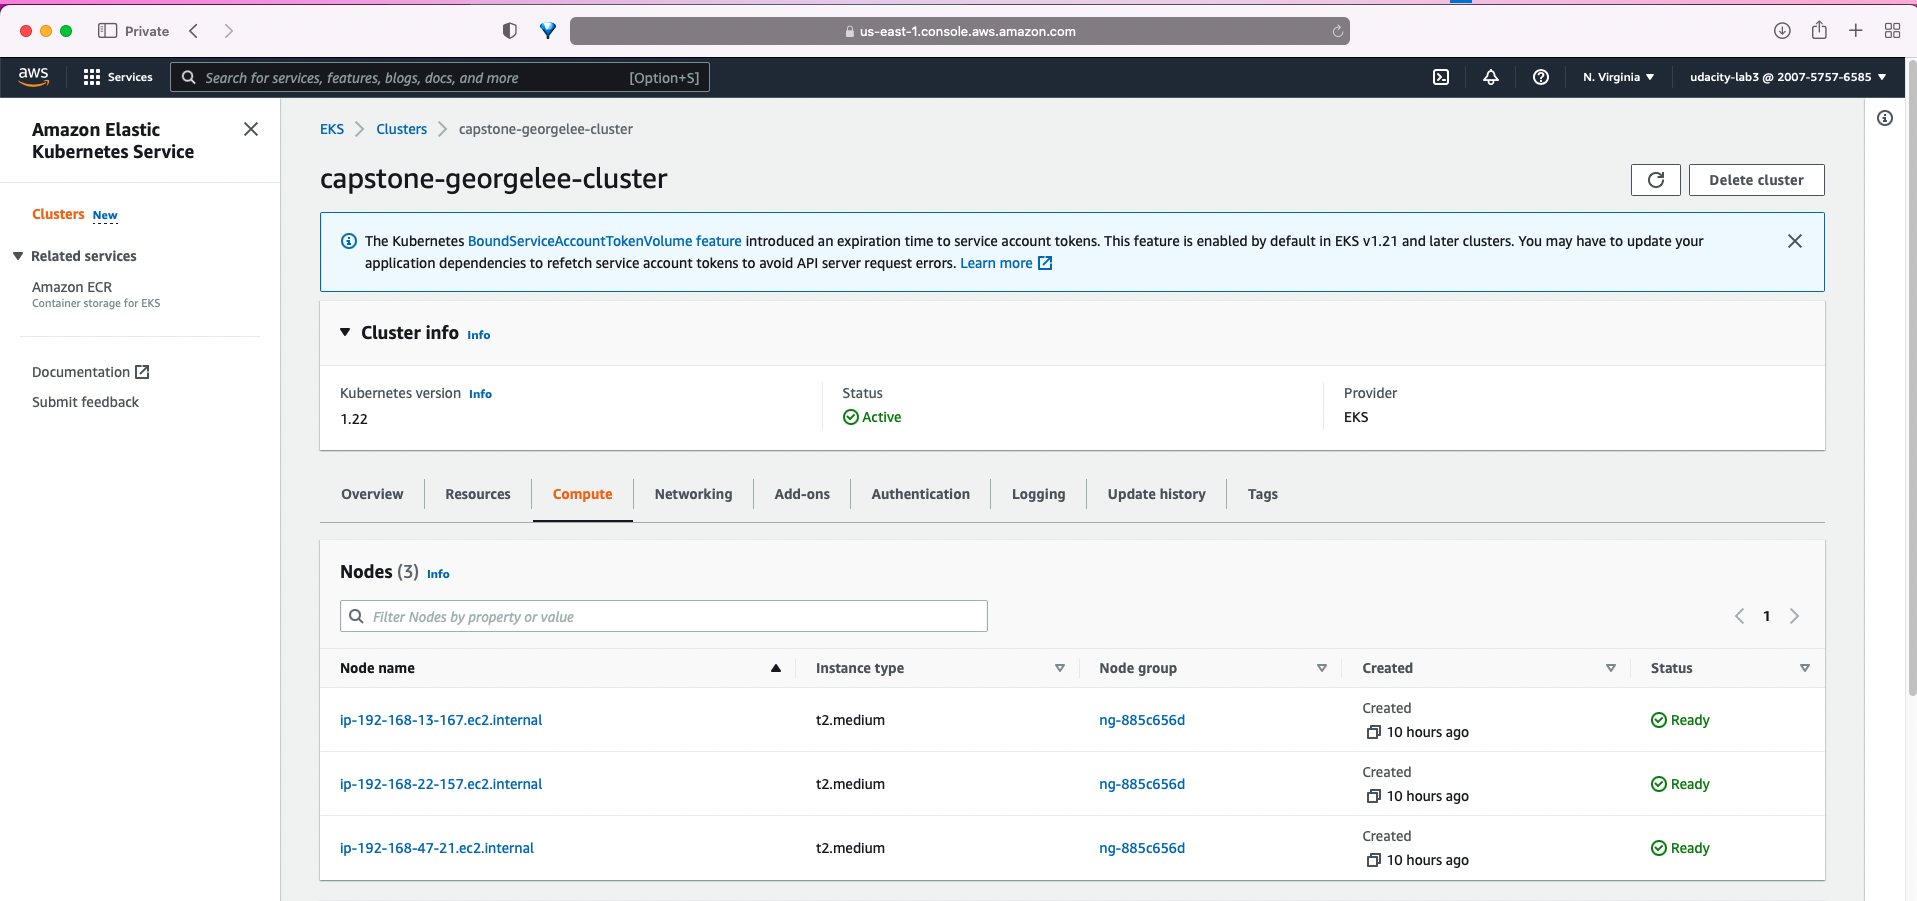 Private
us-east-1.console.aws.amazon.com
aws
Services
Search for services, features, blogs, docs, and more
[Option+S]
N. Virginia
udacity-lab3 @ 2007-5757-6585
Amazon Elastic
Kubernetes Service
Clusters New
Related services
Amazon ECR
Container storage for EKS
Documentation
Submit feedback
EKS
Clusters
capstone-georgelee-cluster
capstone-georgelee-cluster
Delete cluster
The Kubernetes BoundServiceAccountTokenVolume feature introduced an expiration time to service account tokens. This feature is enabled by default in EKS v1.21 and later clusters. You may have to update your
application dependencies to refetch service account tokens to avoid API server request errors. Learn more
Cluster info Info
Kubernetes version Info
1.22
Status
Active
Provider
EKS
Overview
Resources
Compute
Networking
Add-ons
Authentication
Logging
Update history
Tags
Nodes (3) Info
Filter Nodes by property or value
1
Node name
Instance type
Node group
Created
Status
ip-192-168-13-167.ec2.internal
t2.medium
ng-885c656d
Created
10 hours ago
Ready
ip-192-168-22-157.ec2.internal
t2.medium
ng-885c656d
Created
10 hours ago
Ready
ip-192-168-47-21.ec2.internal
t2.medium
ng-885c656d
Created
10 hours ago
Ready